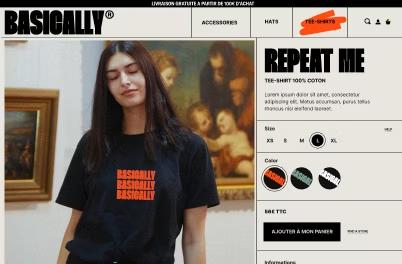 LIVRAISON GRATUITE A PARTIR DE 100€ D'ACHAT
BASICALLY®
ACCESSORIES
HATS
TEE-SHIRTS
REPEAT ME
TEE-SHIRT 100% COTON
Lorem ipsum dolor sit amet, consectetur
adipiscing elit. Metus accumsan, purus tellus
rhoncus nisi eleifend laoreet.
Size
HELP
XS S M L XL
Color
BASICALLY
BASICALLY
BASICALLY
56€ TTC
AJOUTER À MON PANIER
FIND A STORE
Informations